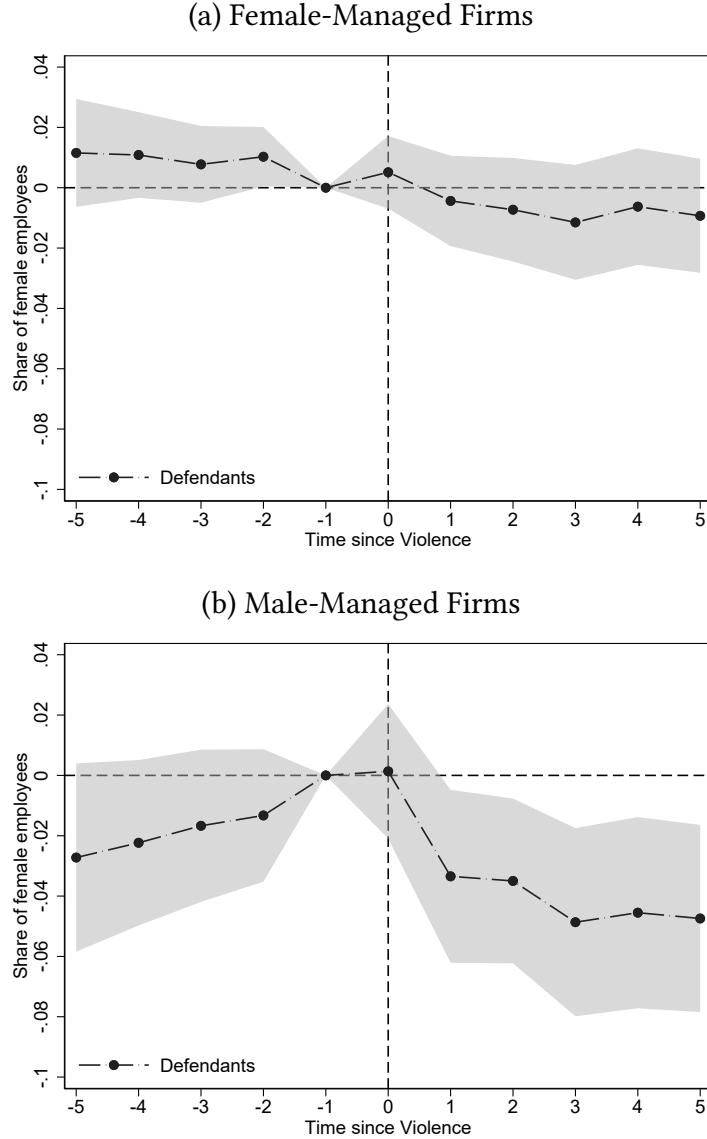 (a) Female-Managed Firms
Share of female employees
.04
.02
0
-.02
-.04
-.06
-.08
-.1
Defendants
-5 -4 -3 -2 -1 0 1 2 3 4 5
Time since Violence
(b) Male-Managed Firms
Share of female employees
.04
.02
0
-.02
-.04
-.06
-.08
-.1
Defendants
-5 -4 -3 -2 -1 0 1 2 3 4 5
Time since Violence